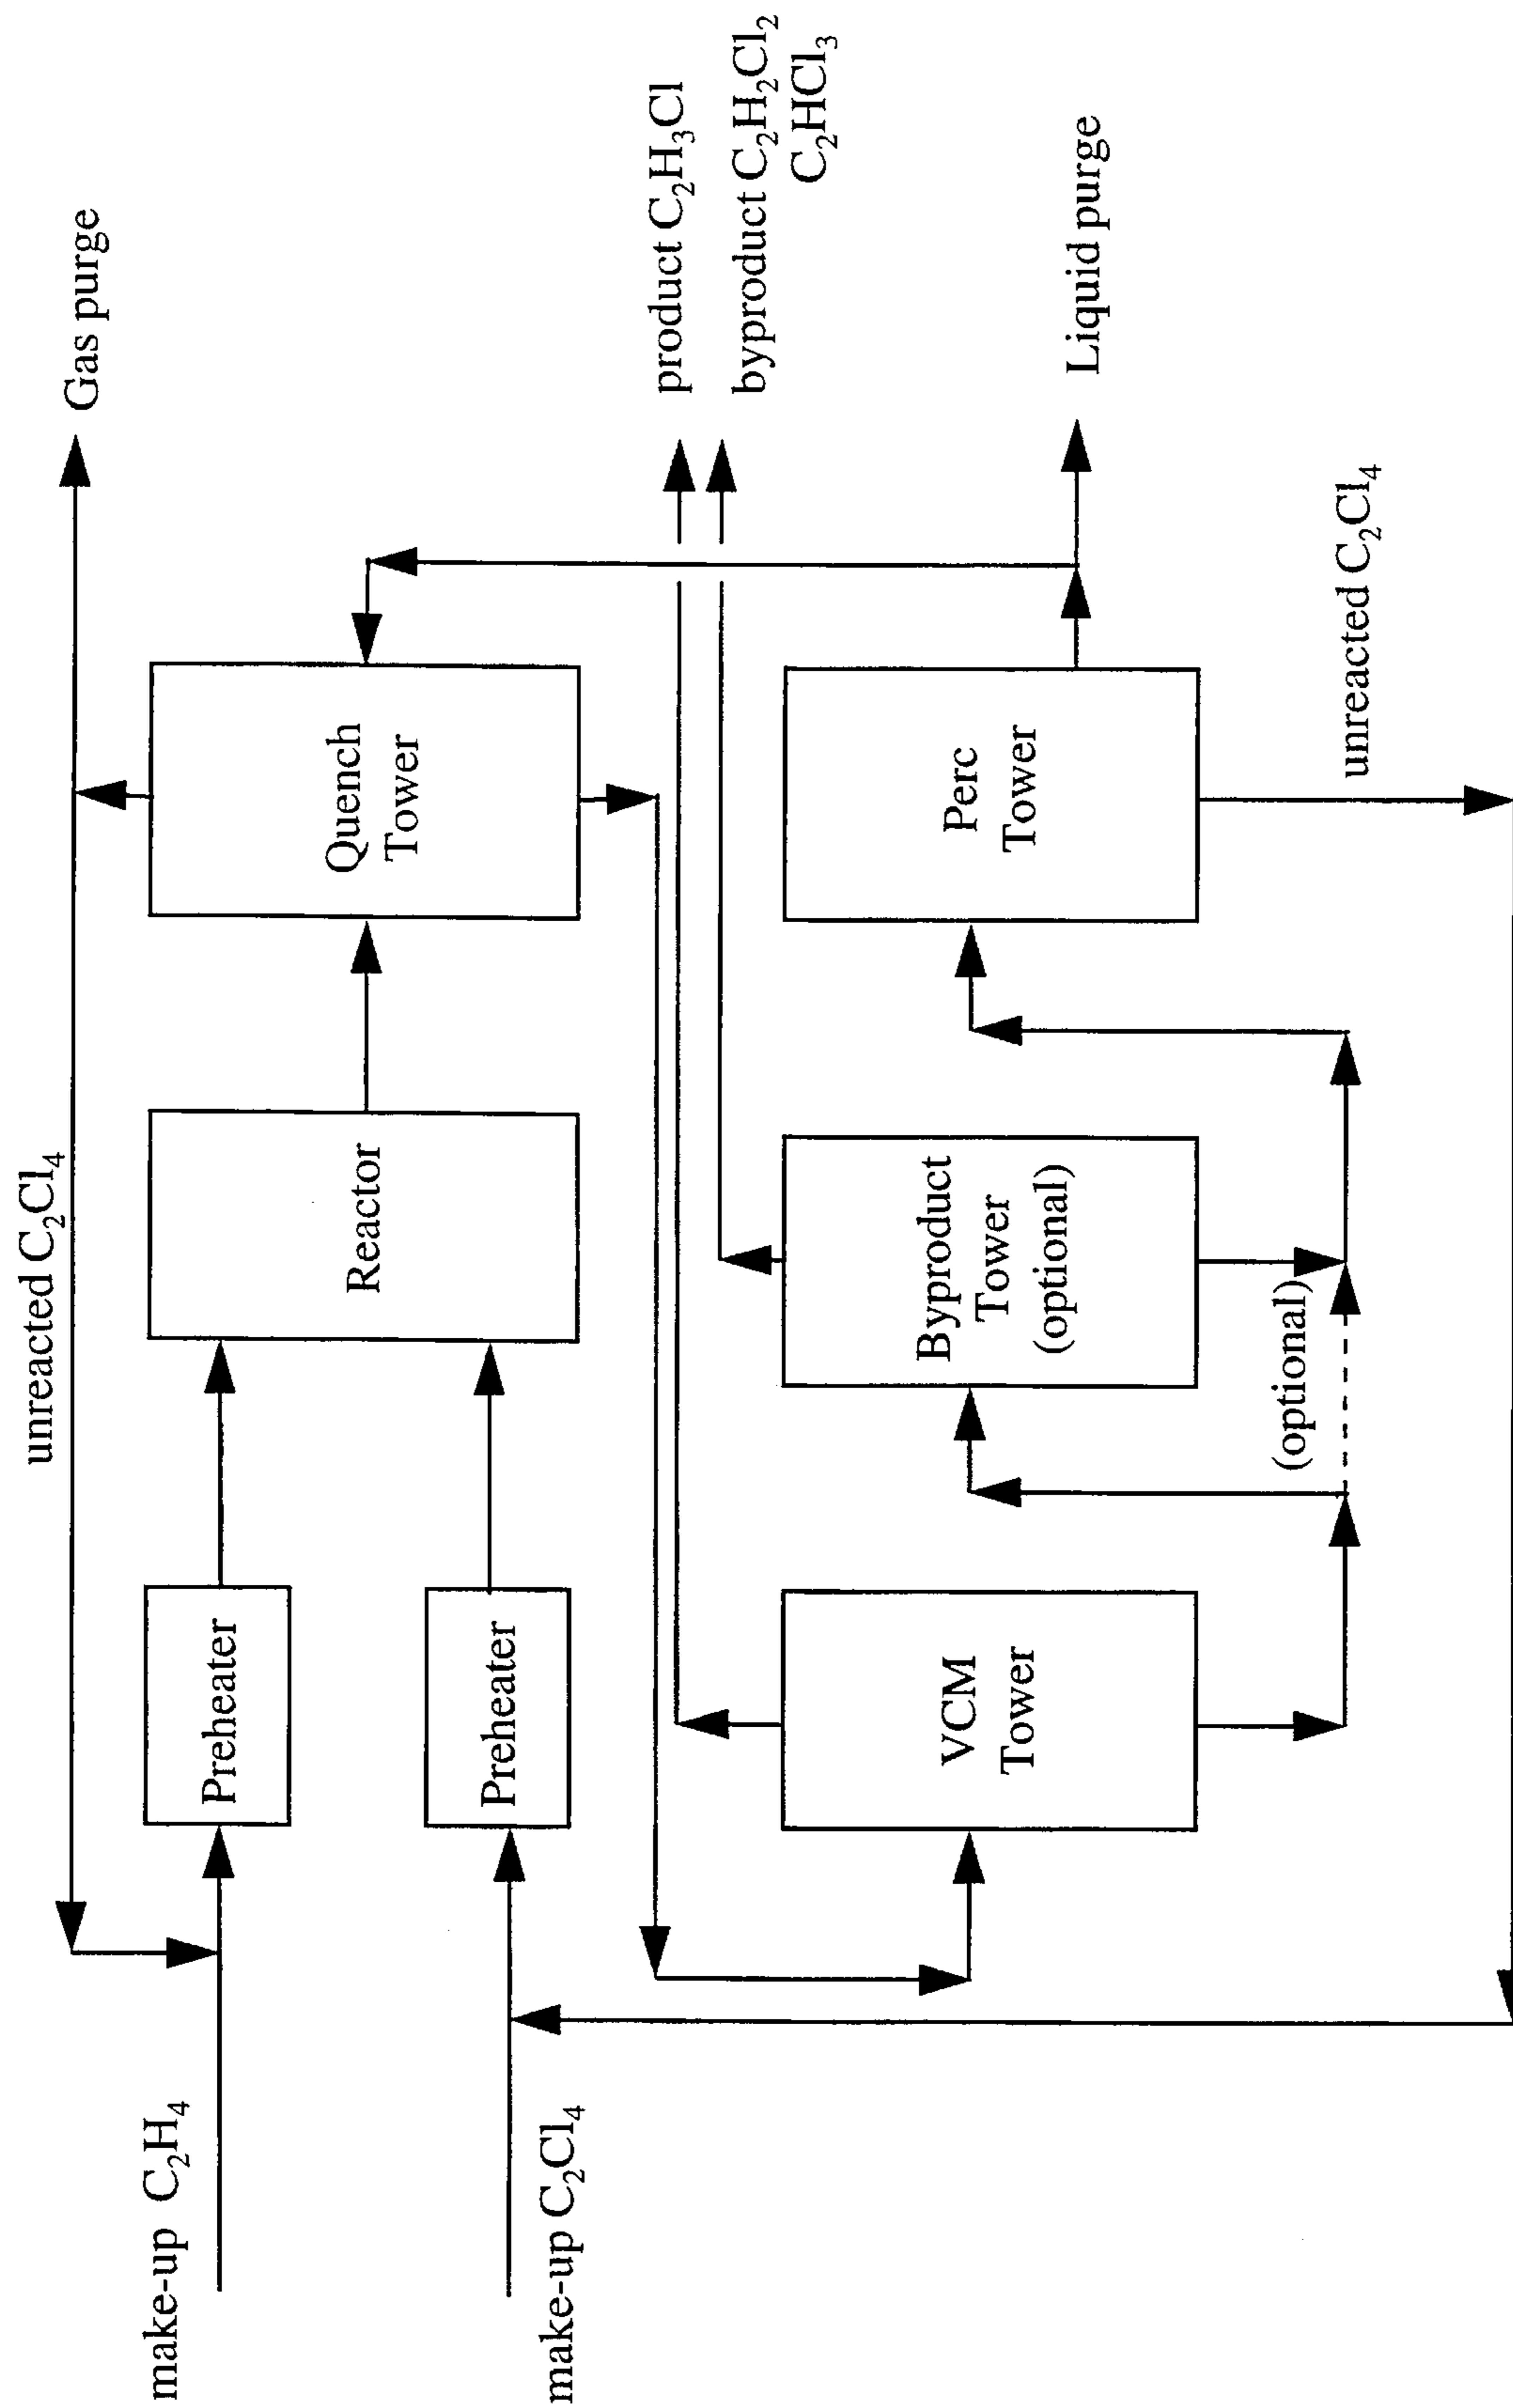 unreacted C₂Cl₄
Gas purge
make-up C₂H₄
Preheater
Reactor
Quench
Tower
make-up C₂Cl₄
Preheater
product C₂H₃Cl
byproduct C₂H₂Cl₂
C₂HCl₃
VCM
Tower
Byproduct
Tower
(optional)
Perc
Tower
Liquid purge
(optional)
unreacted C₂Cl₄